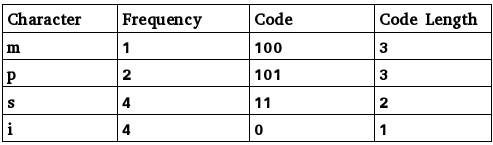 Character Frequency Code Code Length
m 1 100 3
p 2 101 3
s 4 11 2
i 4 0 1